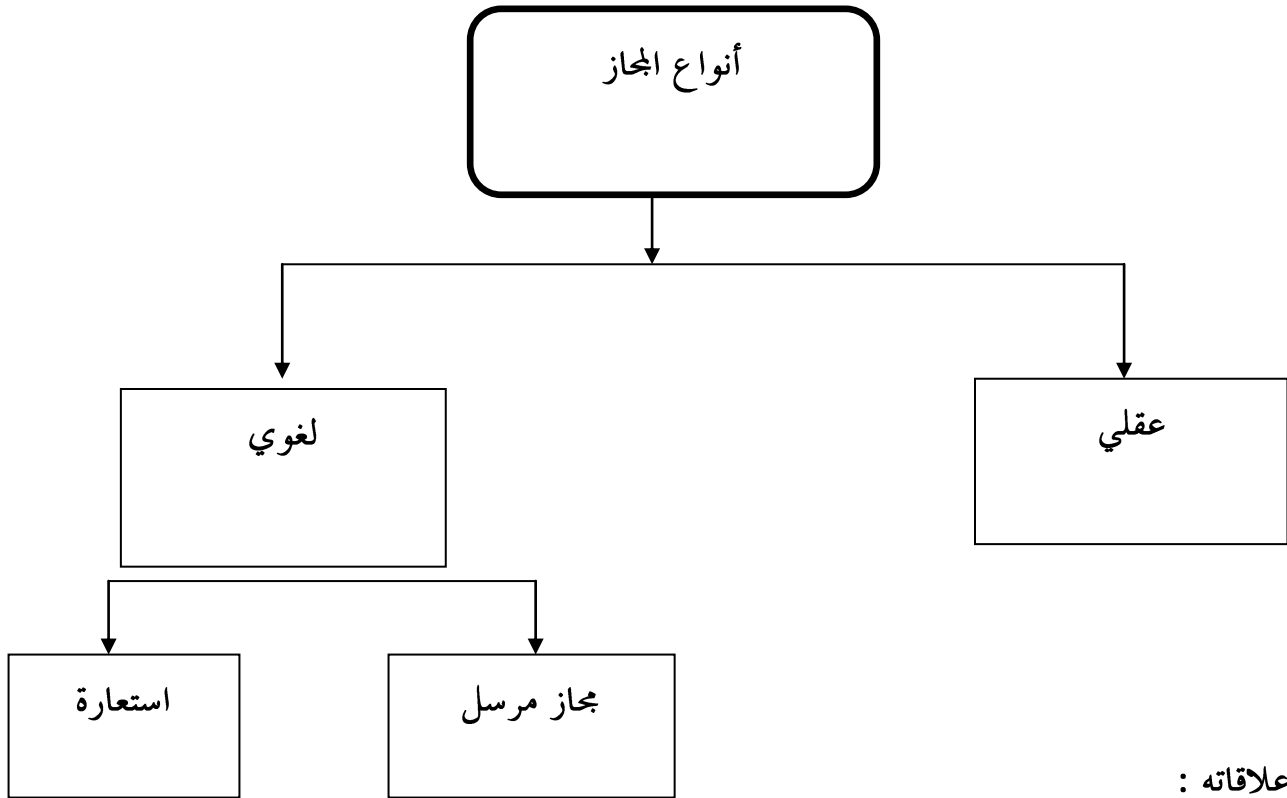 أنواع المجاز
عقلي
لغوي
مجاز مرسل
استعارة
علاقاته :